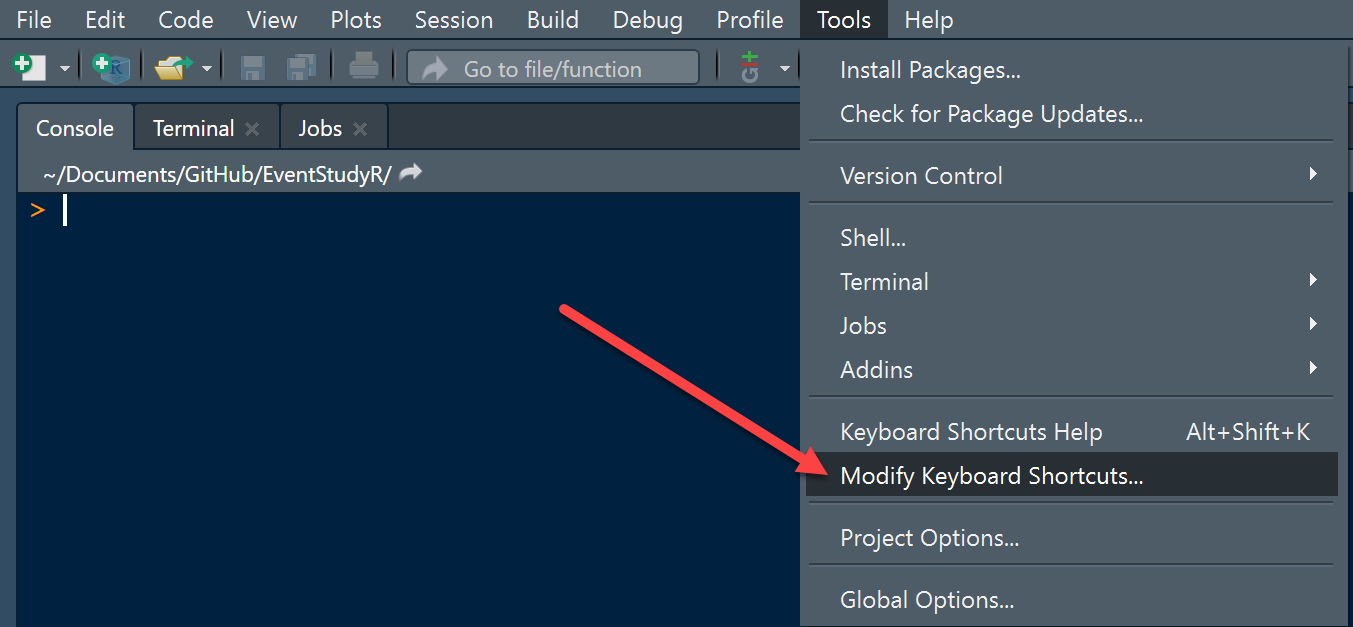 File Edit Code View Plots Session Build Debug Profile Tools Help
Go to file/function
Console Terminal Jobs
~/Documents/GitHub/EventStudyR/
>
Install Packages...
Check for Package Updates...
Version Control
Shell...
Terminal
Jobs
Addins
Keyboard Shortcuts Help Alt+Shift+K
Modify Keyboard Shortcuts...
Project Options...
Global Options...